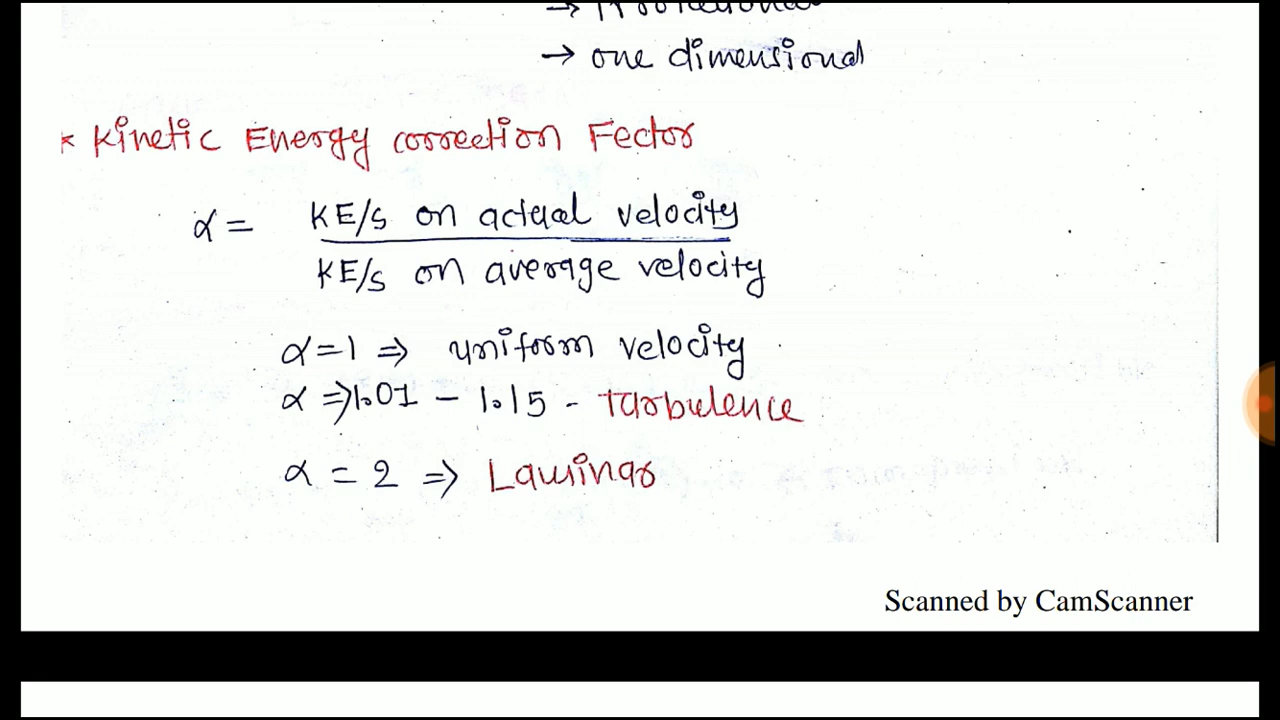 → one dimensional
* Kinetic Energy correction Fector
α = KE/s on actual velocity
KE/s on average velocity
α = 1 ⇒ uniform velocity
α ⇒ 1.01 - 1.15 - turbulence
α = 2 ⇒ Laminar
Scanned by CamScanner